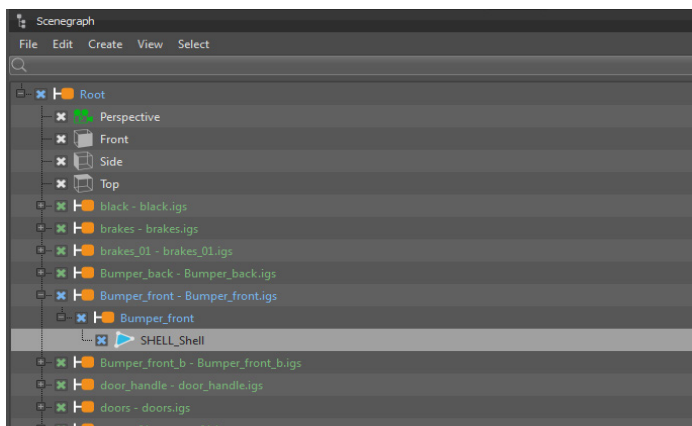 Scenegraph
File Edit Create View Select
Root
Perspective
Front
Side
Top
black - black.igs
brakes - brakes.igs
brakes_01 - brakes_01.igs
Bumper_back - Bumper_back.igs
Bumper_front - Bumper_front.igs
Bumper_front
SHELL_Shell
Bumper_front_b - Bumper_front_b.igs
door_handle - door_handle.igs
doors - doors.igs